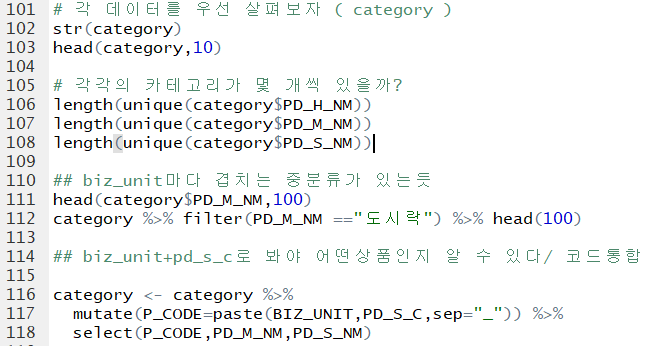 101 # 각 데이터를 우선 살펴보자 ( category )
102 str(category)
103 head(category,10)
104
105 # 각각의 카테고리가 몇 개씩 있을까?
106 length(unique(category$PD_H_NM))
107 length(unique(category$PD_M_NM))
108 length(unique(category$PD_S_NM))
109
110 ## biz_unit마다 겹치는 중분류가 있는듯
111 head(category$PD_M_NM,100)
112 category %>% filter(PD_M_NM =="도시락") %>% head(100)
113
114 ## biz_unit+pd_s_c로 봐야 어떤상품인지 알 수 있다/ 코드통합
115
116 category <- category %>%
117   mutate(P_CODE=paste(BIZ_UNIT,PD_S_C,sep="_")) %>%
118   select(P_CODE,PD_M_NM,PD_S_NM)